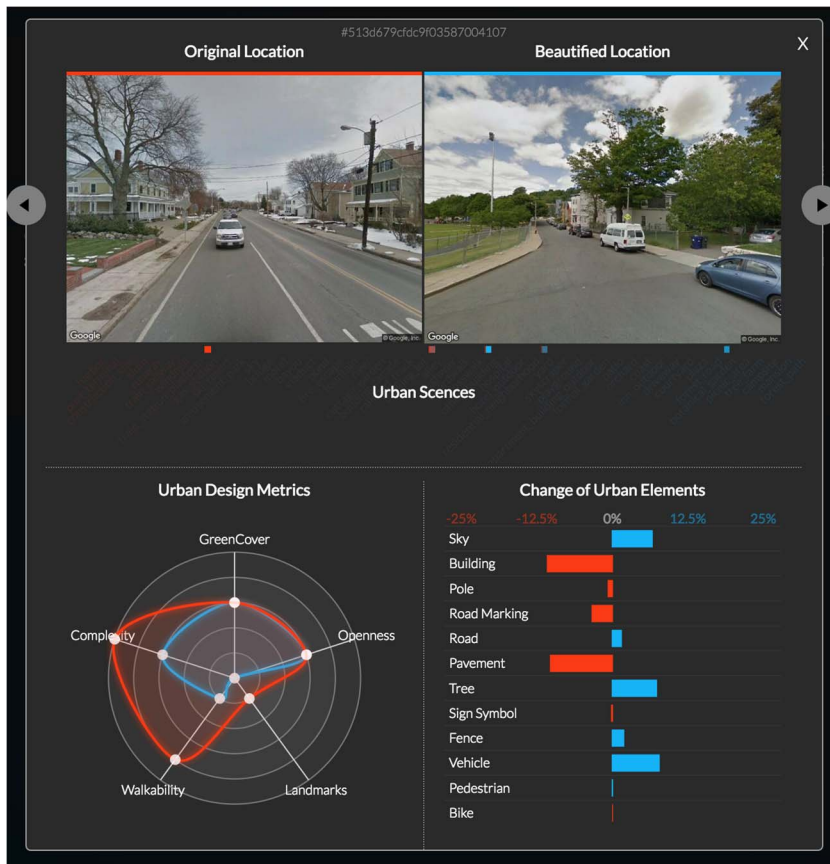 #513d679cfdc9f03587004107
Original Location
Beautified Location
X
Google
© Google, Inc.
Google
© Google, Inc.
Urban Scences
Urban Design Metrics
GreenCover
Complexity
Openness
Walkability
Landmarks
Change of Urban Elements
-25% -12.5% 0% 12.5% 25%
Sky
Building
Pole
Road Marking
Road
Pavement
Tree
Sign Symbol
Fence
Vehicle
Pedestrian
Bike